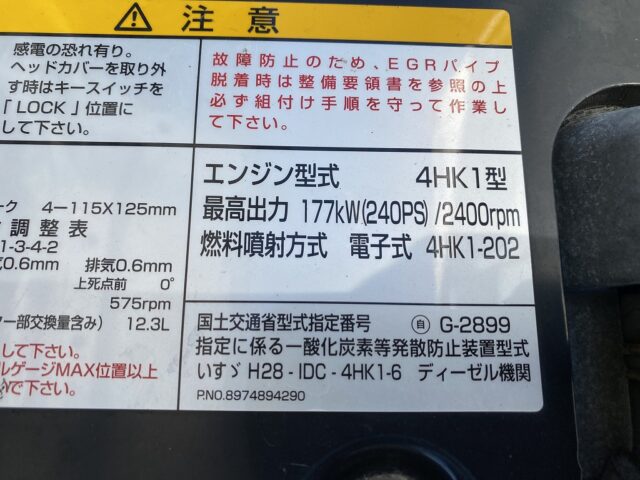 注意
感電の恐れ有り。
ヘッドカバーを取り外
す時はキースイッチを
「LOCK」位置に
して下さい。
故障防止のため、EGRパイプ
脱着時は整備要領書を参照の上
必ず組付け手順を守って作業し
て下さい。
ーク 4－115X125mm
調整表
1-3-4-2
0.6mm 排気0.6mm
上死点前 0°
575rpm
ー部交換量含み) 12.3L
して下さい。
ルゲージMAX位置以上
で下さい。
エンジン型式 4HK1型
最高出力 177kW(240PS)/2400rpm
燃料噴射方式 電子式 4HK1-202
国土交通省型式指定番号 自 G-2899
指定に係る一酸化炭素等発散防止装置型式
いすゞH28-IDC-4HK1-6 ディーゼル機関
P.NO.8974894290